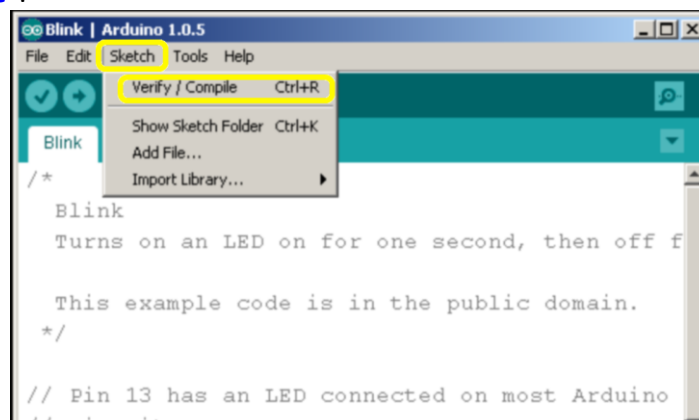 Blink | Arduino 1.0.5
File Edit Sketch Tools Help
Verify / Compile Ctrl+R
Show Sketch Folder Ctrl+K
Add File...
Import Library...
Blink
/*
Blink
Turns on an LED on for one second, then off f
This example code is in the public domain.
*/
// Pin 13 has an LED connected on most Arduino